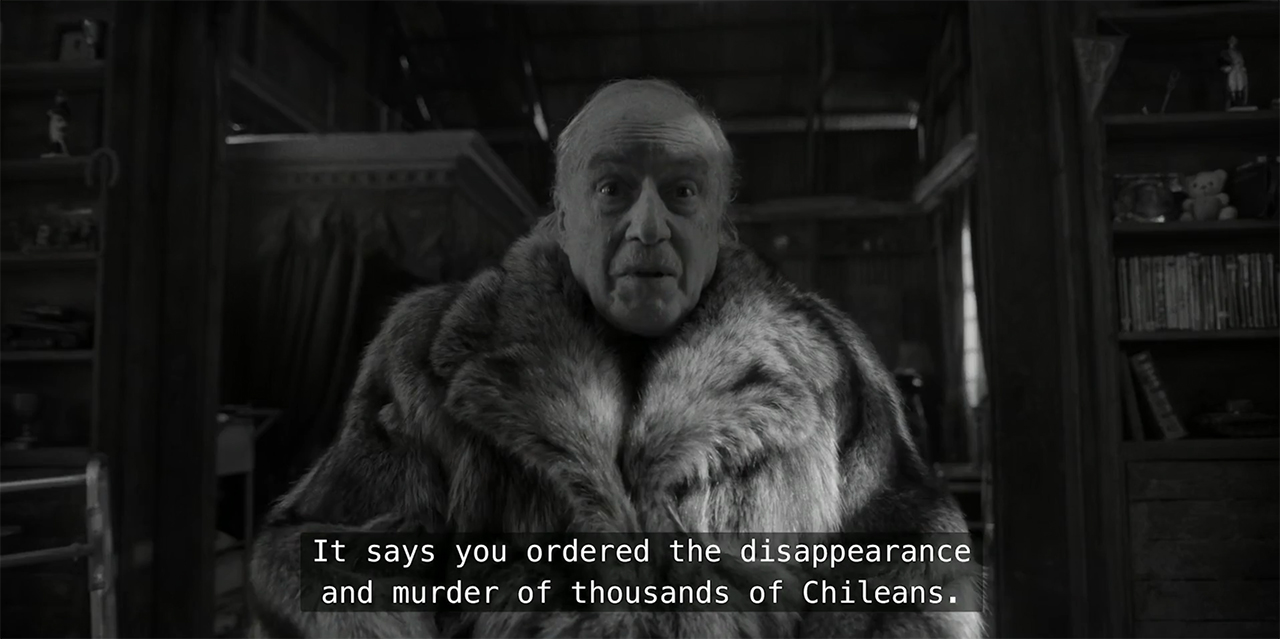 It says you ordered the disappearance
and murder of thousands of Chileans.